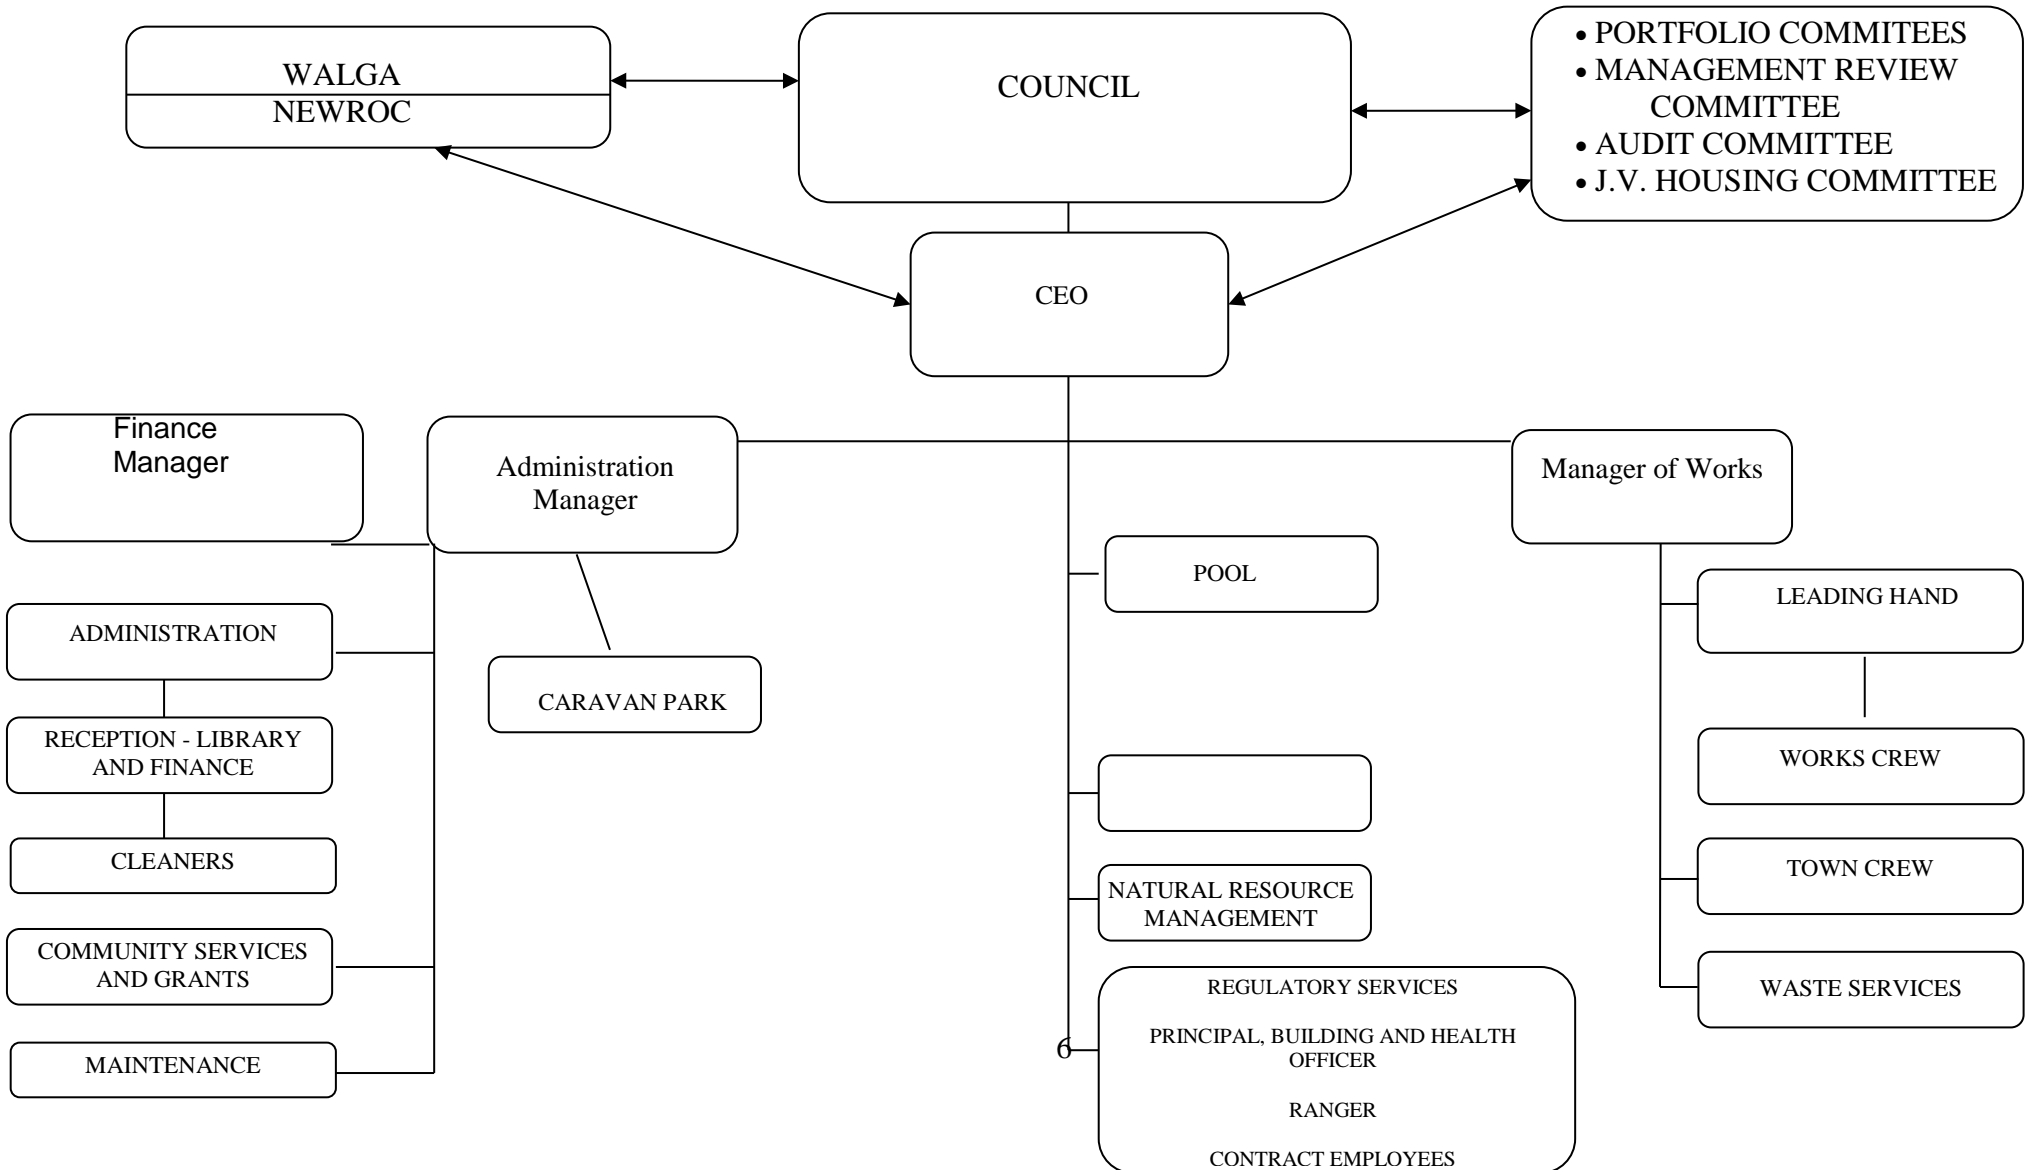 WALGA
NEWROC
COUNCIL
• PORTFOLIO COMMITEES
• MANAGEMENT REVIEW
COMMITTEE
• AUDIT COMMITTEE
• J.V. HOUSING COMMITTEE
CEO
Finance
Manager
Administration
Manager
Manager of Works
ADMINISTRATION
RECEPTION - LIBRARY
AND FINANCE
CLEANERS
COMMUNITY SERVICES
AND GRANTS
MAINTENANCE
CARAVAN PARK
POOL
NATURAL RESOURCE
MANAGEMENT
REGULATORY SERVICES
PRINCIPAL, BUILDING AND HEALTH
OFFICER
RANGER
CONTRACT EMPLOYEES
6
LEADING HAND
WORKS CREW
TOWN CREW
WASTE SERVICES